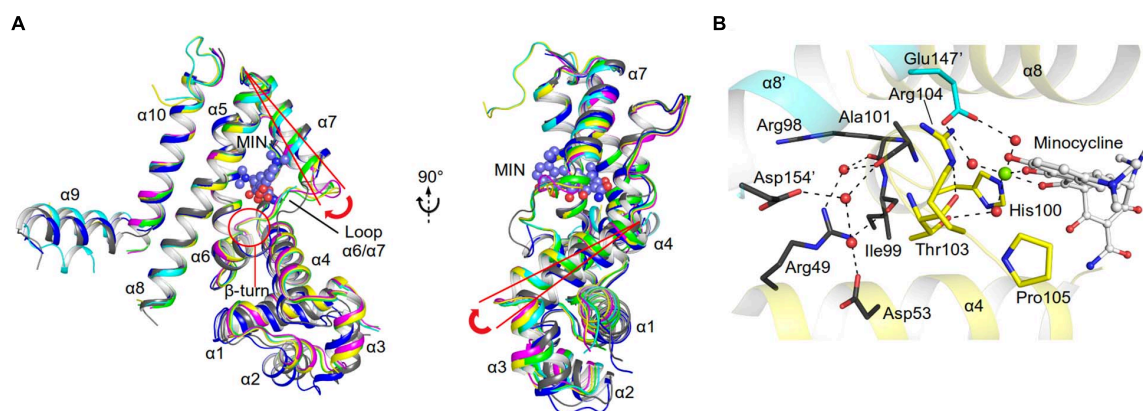 A
α10
α5
α7
MIN
α9
Loop
α6/α7
α6
α4
α8
β-turn
α1
α3
α2
90°
α7
MIN
α4
α1
α3
α2
B
Glu147'
α8
α8'
Arg104
Ala101
Arg98
Minocycline
Asp154'
His100
Ile99
Thr103
Arg49
Pro105
Asp53
α4